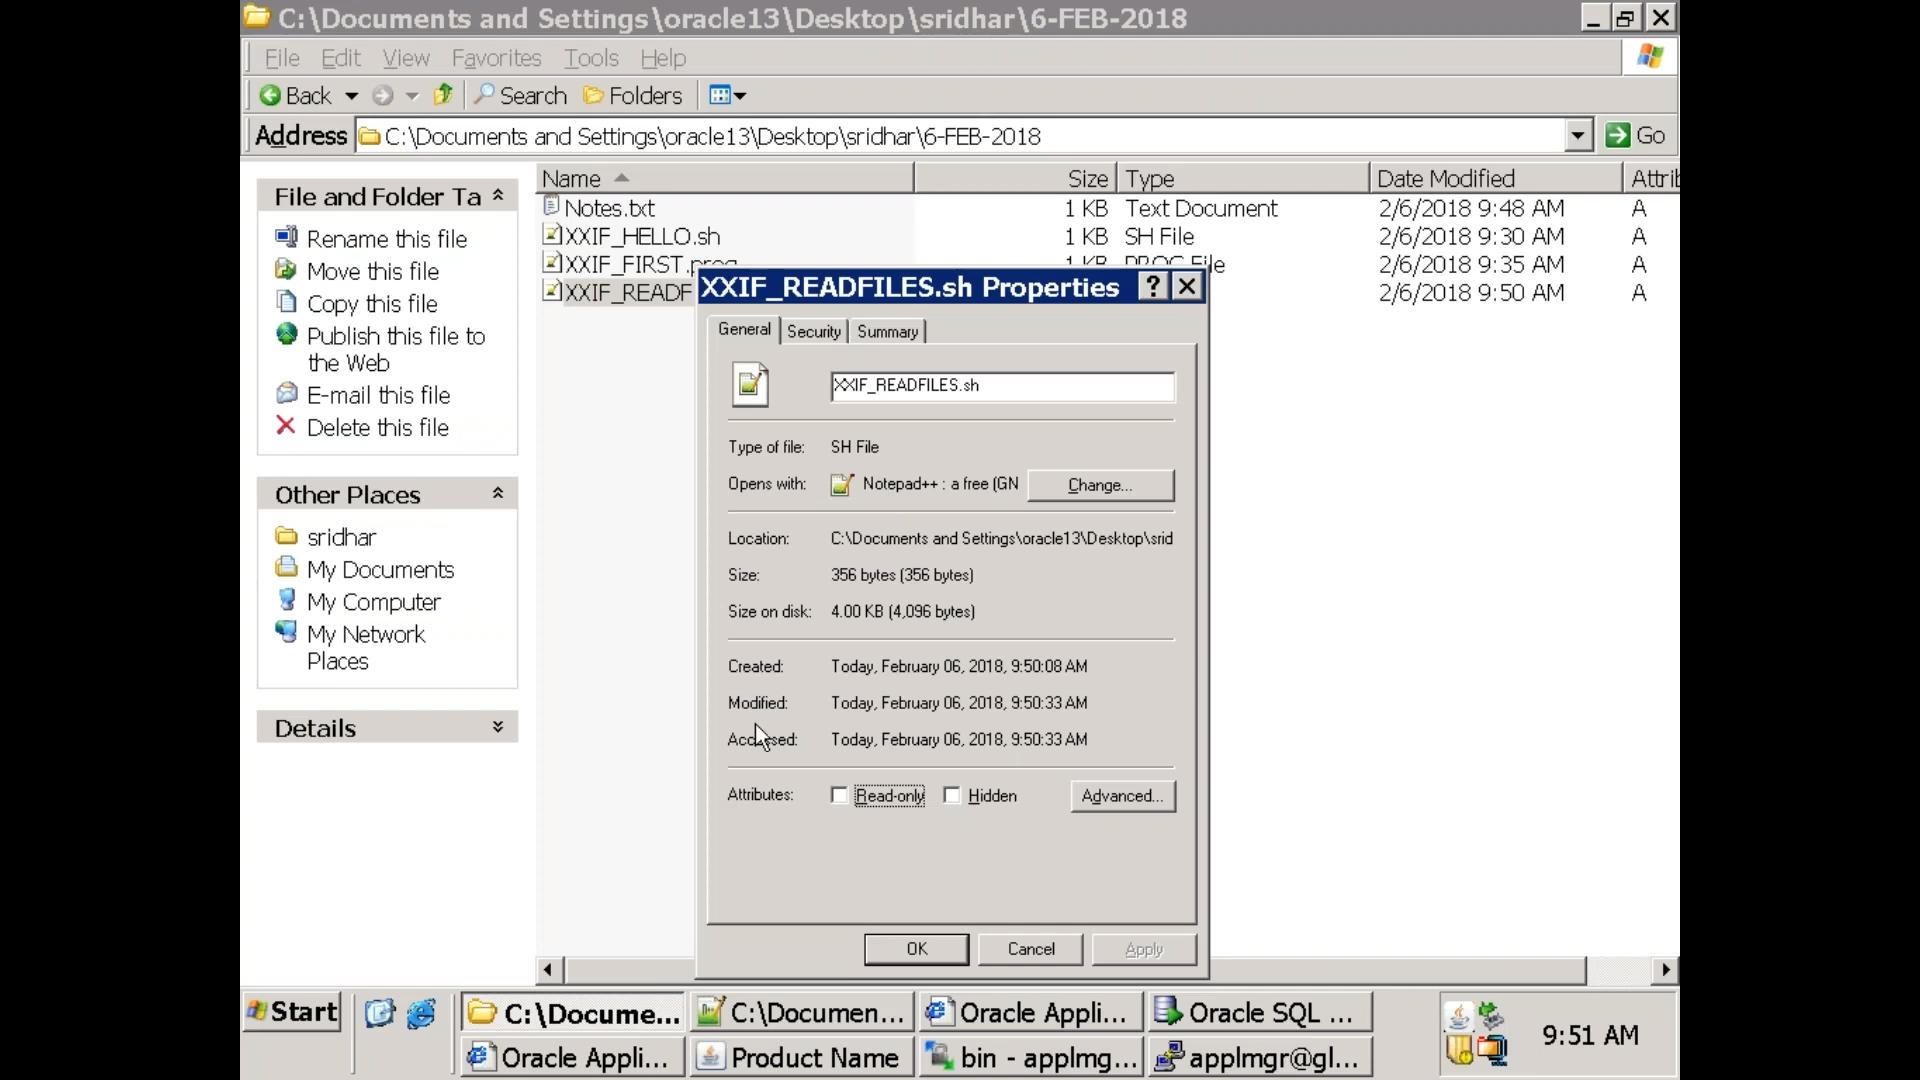 C:\Documents and Settings\oracle13\Desktop\sridhar\6-FEB-2018
File Edit View Favorites Tools Help
Back Search Folders
Address C:\Documents and Settings\oracle13\Desktop\sridhar\6-FEB-2018 Go
File and Folder Ta
Rename this file
Move this file
Copy this file
Publish this file to
the Web
E-mail this file
Delete this file
Other Places
sridhar
My Documents
My Computer
My Network
Places
Details
Name Size Type Date Modified Attrib
Notes.txt 1 KB Text Document 2/6/2018 9:48 AM A
XXIF_HELLO.sh 1 KB SH File 2/6/2018 9:30 AM A
XXIF_FIRST.prog 1 KB PROG File 2/6/2018 9:35 AM A
XXIF_READF 2/6/2018 9:50 AM A
XXIF_READFILES.sh Properties
General Security Summary
XXIF_READFILES.sh
Type of file: SH File
Opens with: Notepad++ : a free (GN Change...
Location: C:\Documents and Settings\oracle13\Desktop\srid
Size: 356 bytes (356 bytes)
Size on disk: 4.00 KB (4,096 bytes)
Created: Today, February 06, 2018, 9:50:08 AM
Modified: Today, February 06, 2018, 9:50:33 AM
Accessed: Today, February 06, 2018, 9:50:33 AM
Attributes: Read-only Hidden Advanced...
OK Cancel Apply
Start C:\Docume... C:\Documen... Oracle Appli... Oracle SQL ...
Oracle Appli... Product Name bin - applmg... applmgr@gl...
9:51 AM